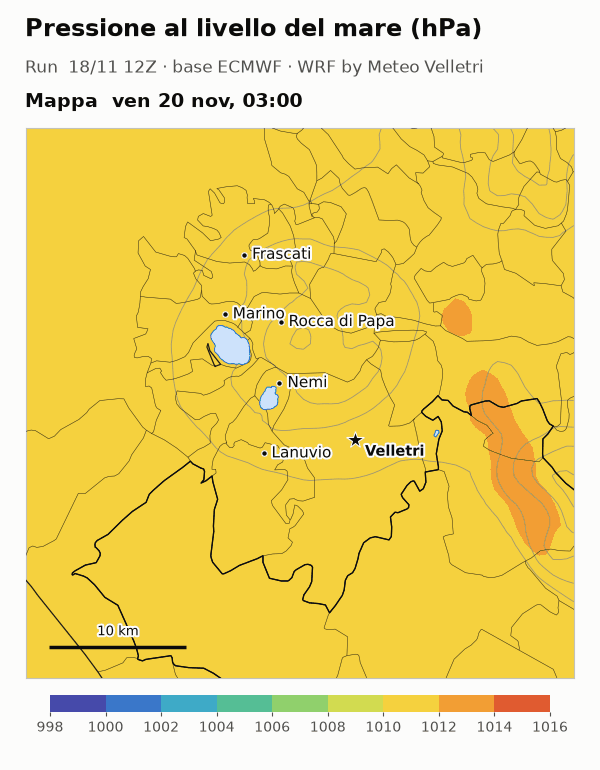 Pressione al livello del mare (hPa)
Run  18/11 12Z · base ECMWF · WRF by Meteo Velletri
Mappa  ven 20 nov, 03:00
Frascati
Marino
Rocca di Papa
Nemi
Velletri
Lanuvio
10 km
998 1000 1002 1004 1006 1008 1010 1012 1014 1016